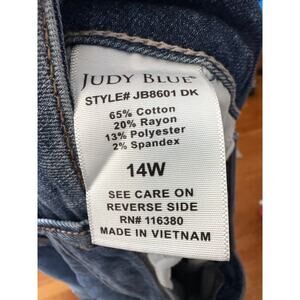 JUDY BLUE™
STYLE# JB8601 DK
65% Cotton
20% Rayon
13% Polyester
2% Spandex
14W
SEE CARE ON
REVERSE SIDE
RN# 116380
MADE IN VIETNAM